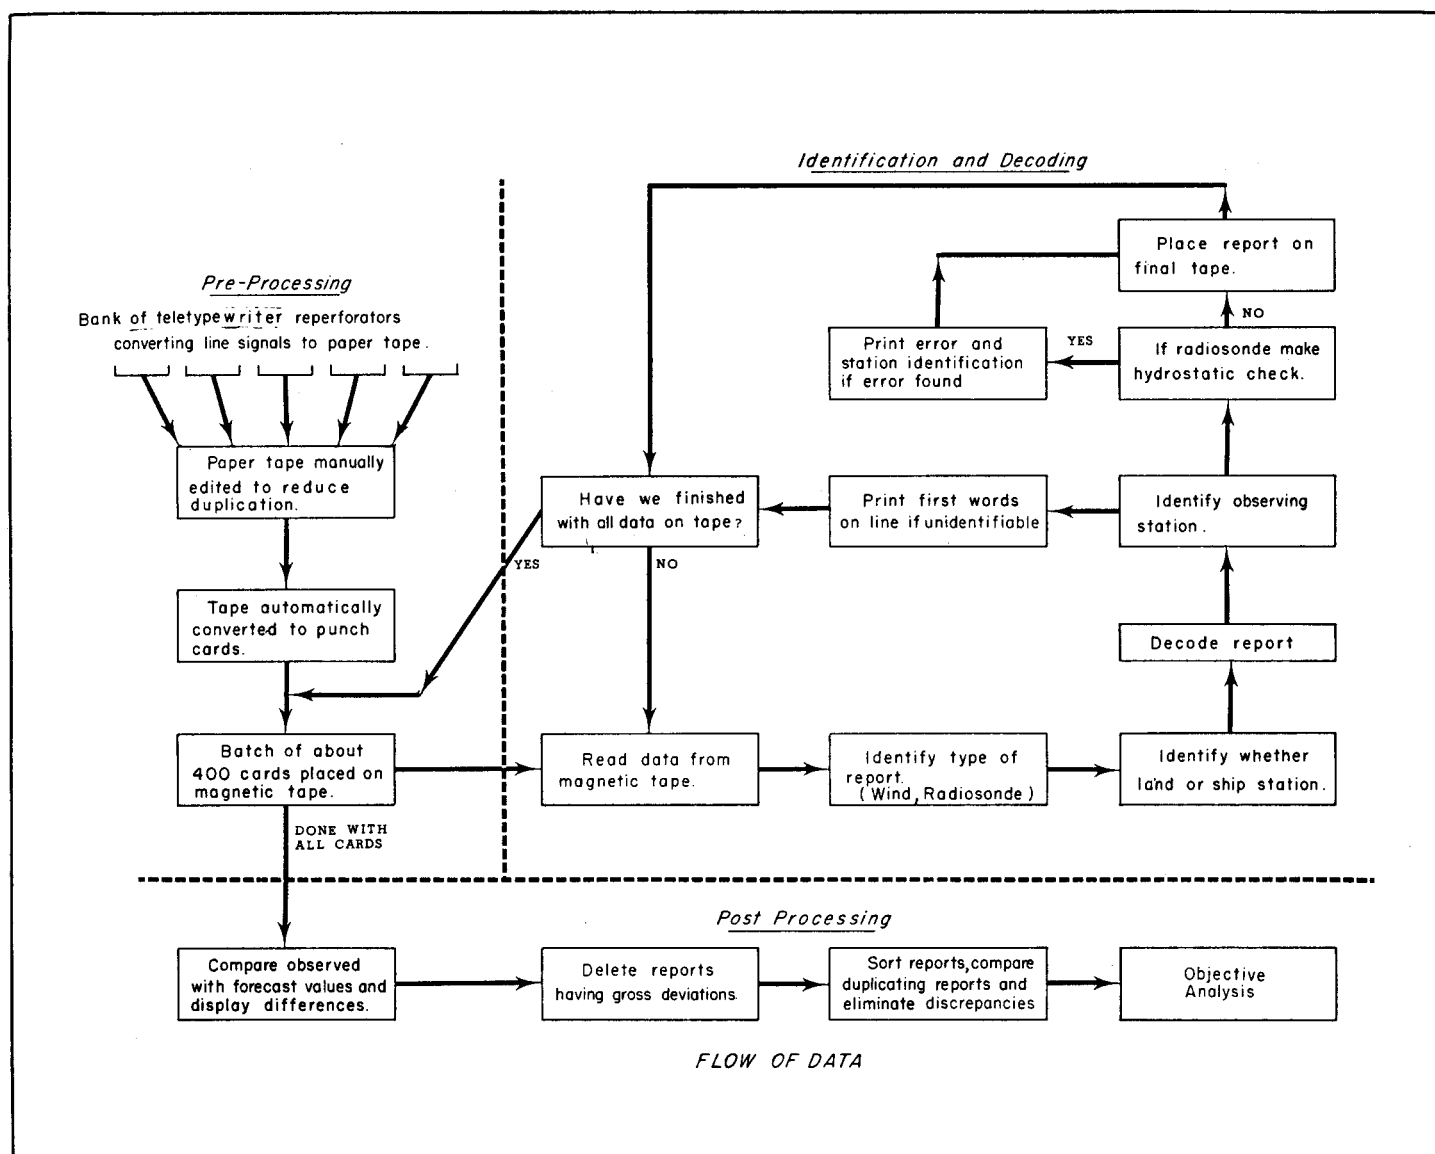 Identification and Decoding
Place report on
final tape.
NO
YES
If radiosonde make
hydrostatic check.
Print error and
station identification
if error found
Pre-Processing
Bank of teletypewriter reperforators
converting line signals to paper tape.
Paper tape manually
edited to reduce
duplication.
Have we finished
with all data on tape?
Print first words
on line if unidentifiable
Identify observing
station.
YES
NO
Tape automatically
converted to punch
cards.
Decode report
Batch of about
400 cards placed on
magnetic tape.
Read data from
magnetic tape.
Identify type of
report.
(Wind, Radiosonde)
Identify whether
land or ship station.
DONE WITH
ALL CARDS
Post Processing
Compare observed
with forecast values and
display differences.
Delete reports
having gross deviations.
Sort reports, compare
duplicating reports and
eliminate discrepancies
Objective
Analysis
FLOW OF DATA